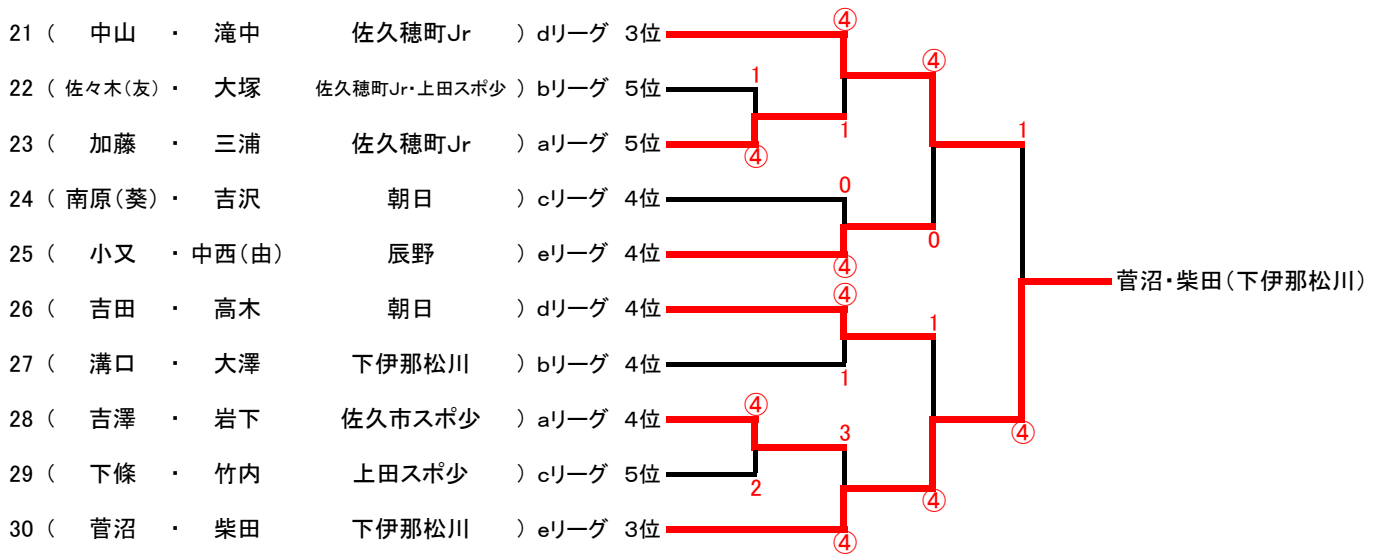 ④
21 ( 中山 ・ 滝中 佐久穂町Jr ) dリーグ 3位
④
1
22 ( 佐々木(友) ・ 大塚 佐久穂町Jr・上田スポ少 ) bリーグ 5位
1 1
23 ( 加藤 ・ 三浦 佐久穂町Jr ) aリーグ 5位
④
0
24 ( 南原(葵) ・ 吉沢 朝日 ) cリーグ 4位
0
25 ( 小又 ・ 中西(由) 辰野 ) eリーグ 4位
④
菅沼・柴田(下伊那松川)
④
26 ( 吉田 ・ 高木 朝日 ) dリーグ 4位
1
27 ( 溝口 ・ 大澤 下伊那松川 ) bリーグ 4位
1
④
28 ( 吉澤 ・ 岩下 佐久市スポ少 ) aリーグ 4位
3 ④
29 ( 下條 ・ 竹内 上田スポ少 ) cリーグ 5位
2
④
30 ( 菅沼 ・ 柴田 下伊那松川 ) eリーグ 3位
④